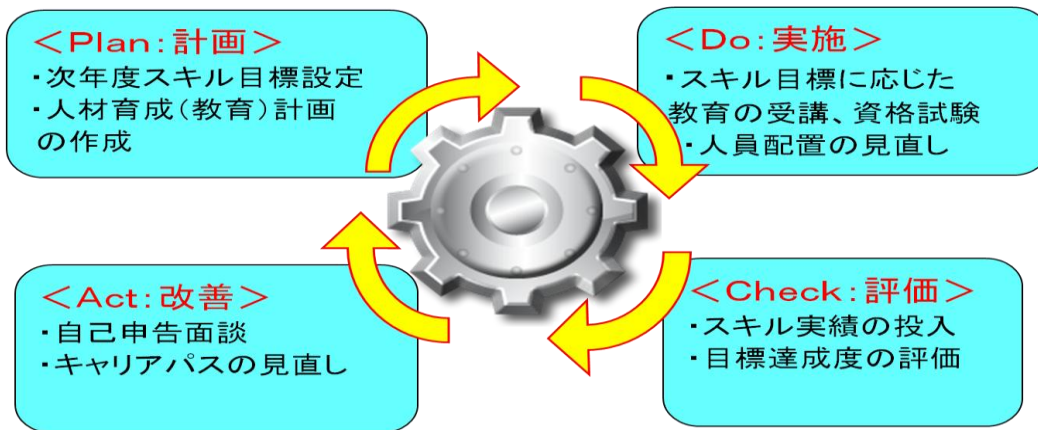 ＜Plan：計画＞
・次年度スキル目標設定
・人材育成（教育）計画
の作成
＜Do：実施＞
・スキル目標に応じた
教育の受講、資格試験
・人員配置の見直し
＜Act：改善＞
・自己申告面談
・キャリアパスの見直し
＜Check：評価＞
・スキル実績の投入
・目標達成度の評価